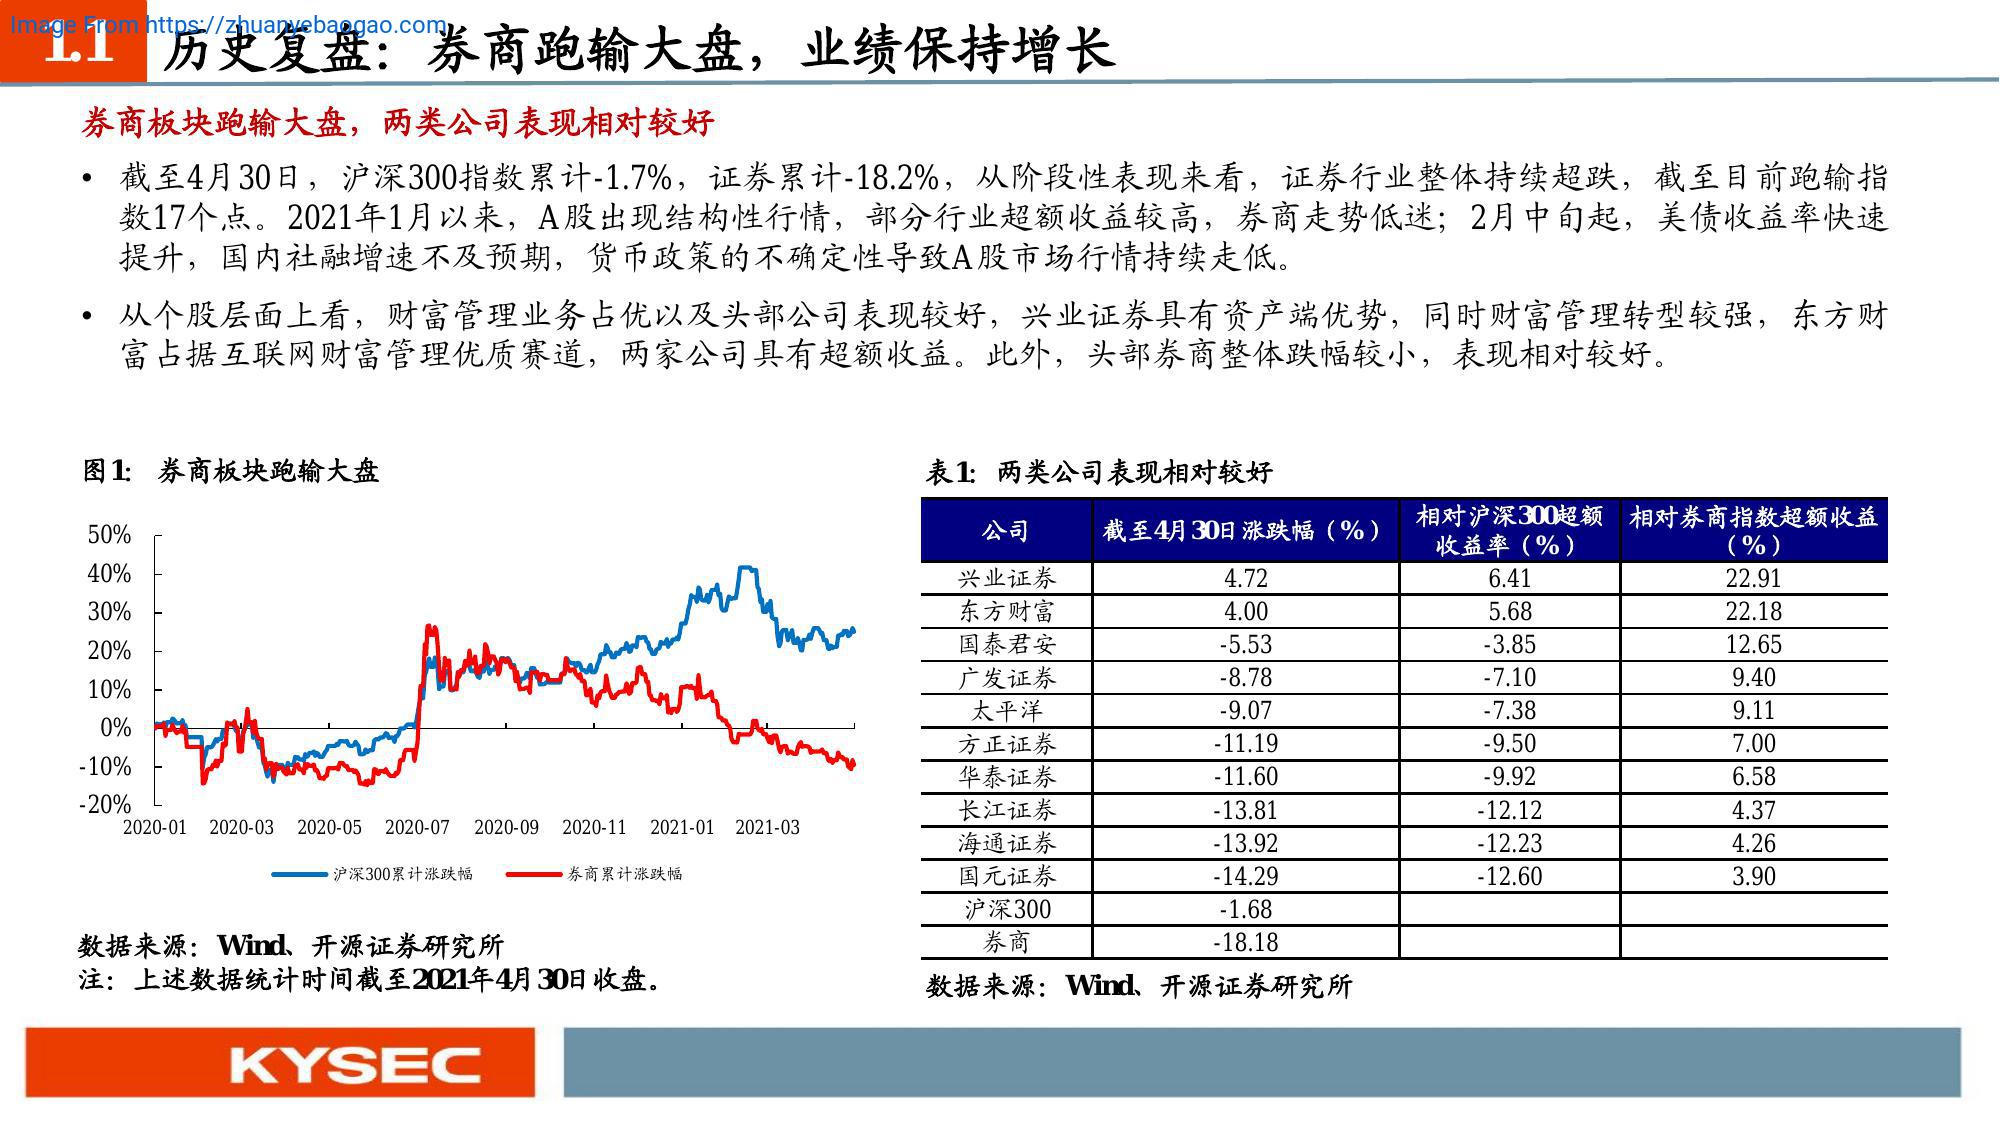 Image From https://zhuanyebaogao.com
1.1 历史复盘：券商跑输大盘，业绩保持增长
券商板块跑输大盘，两类公司表现相对较好
• 截至4月30日，沪深300指数累计-1.7%，证券累计-18.2%，从阶段性表现来看，证券行业整体持续超跌，截至目前跑输指
数17个点。2021年1月以来，A股出现结构性行情，部分行业超额收益较高，券商走势低迷；2月中旬起，美债收益率快速
提升，国内社融增速不及预期，货币政策的不确定性导致A股市场行情持续走低。
• 从个股层面上看，财富管理业务占优以及头部公司表现较好，兴业证券具有资产端优势，同时财富管理转型较强，东方财
富占据互联网财富管理优质赛道，两家公司具有超额收益。此外，头部券商整体跌幅较小，表现相对较好。
图1： 券商板块跑输大盘
50%
40%
30%
20%
10%
0%
-10%
-20%
2020-01 2020-03 2020-05 2020-07 2020-09 2020-11 2021-01 2021-03
沪深300累计涨跌幅 券商累计涨跌幅
数据来源：Wind、开源证券研究所
注：上述数据统计时间截至2021年4月30日收盘。
表1：两类公司表现相对较好
公司 截至4月30日涨跌幅（%） 相对沪深300超额收益率（%） 相对券商指数超额收益（%）
兴业证券 4.72 6.41 22.91
东方财富 4.00 5.68 22.18
国泰君安 -5.53 -3.85 12.65
广发证券 -8.78 -7.10 9.40
太平洋 -9.07 -7.38 9.11
方正证券 -11.19 -9.50 7.00
华泰证券 -11.60 -9.92 6.58
长江证券 -13.81 -12.12 4.37
海通证券 -13.92 -12.23 4.26
国元证券 -14.29 -12.60 3.90
沪深300 -1.68
券商 -18.18
数据来源：Wind、开源证券研究所
KYSEC